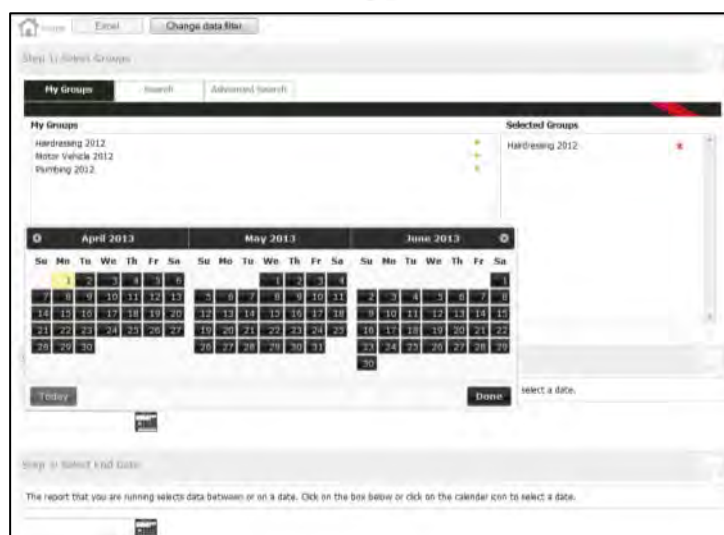 Home Excel Change data filter
Step 1: Select Groups
My Groups Search Advanced Search
My Groups Selected Groups
Hairdressing 2012 Hairdressing 2012
Motor Vehicle 2012
Plumbing 2012
April 2013 May 2013 June 2013
Su Mo Tu We Th Fr Sa Su Mo Tu We Th Fr Sa Su Mo Tu We Th Fr Sa
1 2 3 4 5 6 1 2 3 4 1
7 8 9 10 11 12 13 5 6 7 8 9 10 11 2 3 4 5 6 7 8
14 15 16 17 18 19 20 12 13 14 15 16 17 18 9 10 11 12 13 14 15
21 22 23 24 25 26 27 19 20 21 22 23 24 25 16 17 18 19 20 21 22
28 29 30 26 27 28 29 30 31 23 24 25 26 27 28 29
30
select a date.
Today Done
Step 3: Select End Date
The report that you are running selects data between or on a date. Click on the box below or click on the calender icon to select a date.